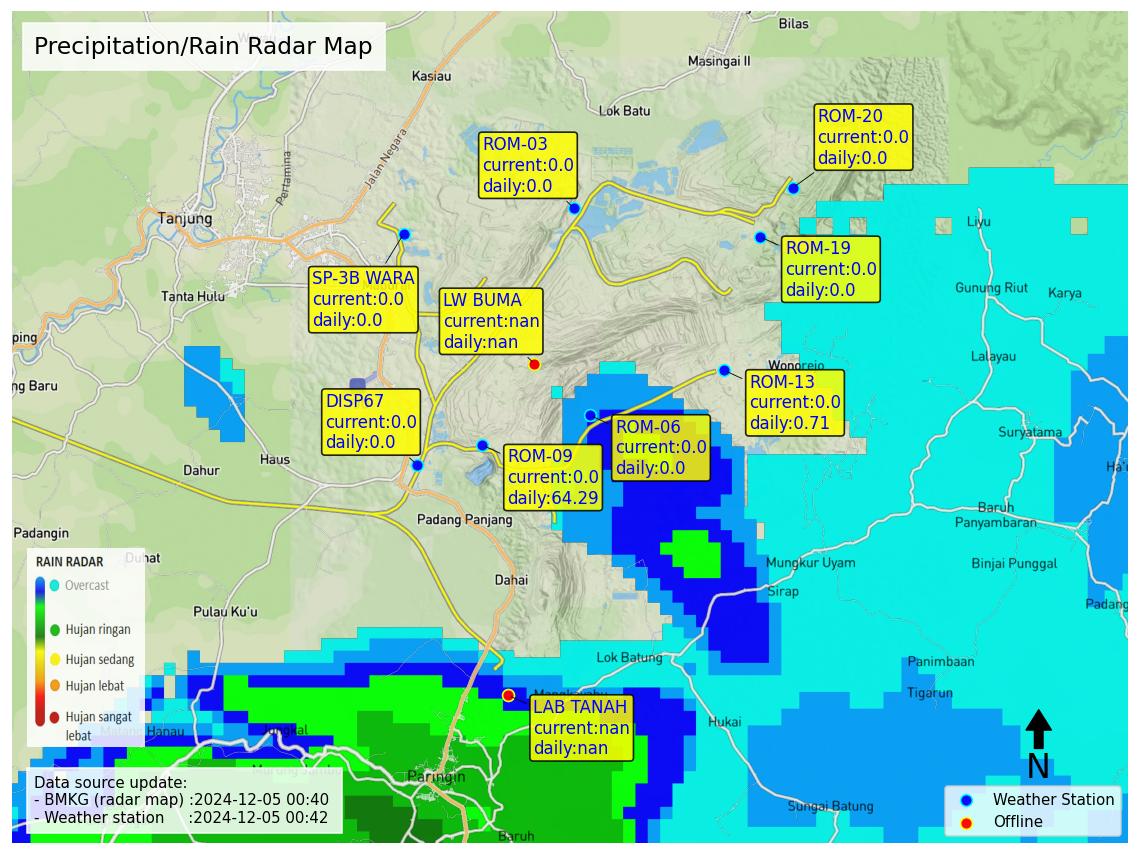 Precipitation/Rain Radar Map
Bilas
Masingai II
Kasiau
Lok Batu
ROM-20
current:0.0
daily:0.0
ROM-03
current:0.0
daily:0.0
Jalan Negara
Pertamina
Tanjung
Liyu
ROM-19
current:0.0
daily:0.0
SP-3B WARA
current:0.0
daily:0.0
Tanta Hulu
LW BUMA
current:nan
daily:nan
Gunung Riut
Karya
ping
Lalayau
Wonorejo
ng Baru
ROM-13
current:0.0
daily:0.71
DISP67
current:0.0
daily:0.0
ROM-06
current:0.0
daily:0.0
Suryatama
Haus
Dahur
ROM-09
current:0.0
daily:64.29
Baruh
Panyambaran
Padang Panjang
Padangin
Duhat
Mungkur Uyam
Binjai Punggal
Dahai
Sirap
Padang
Pulau Ku'u
RAIN RADAR
Overcast
Hujan ringan
Hujan sedang
Hujan lebat
Hujan sangat
lebat
Lok Batung
Panimbaan
Tigarun
LAB TANAH
current:nan
daily:nan
Hukai
Jungkal
Paringin
Sungai Batung
Baruh
N
Data source update:
- BMKG (radar map) :2024-12-05 00:40
- Weather station :2024-12-05 00:42
Weather Station
Offline